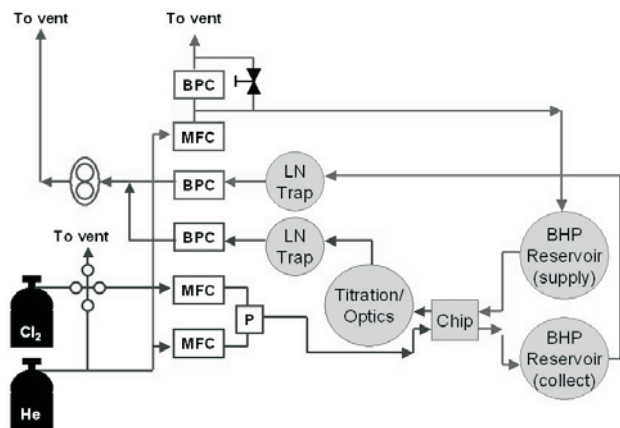 To vent
To vent
BPC
MFC
BPC
LN
Trap
BPC
LN
Trap
To vent
BHP
Reservoir
(supply)
Titration/
Optics
Chip
MFC
P
MFC
Cl₂
He
BHP
Reservoir
(collect)